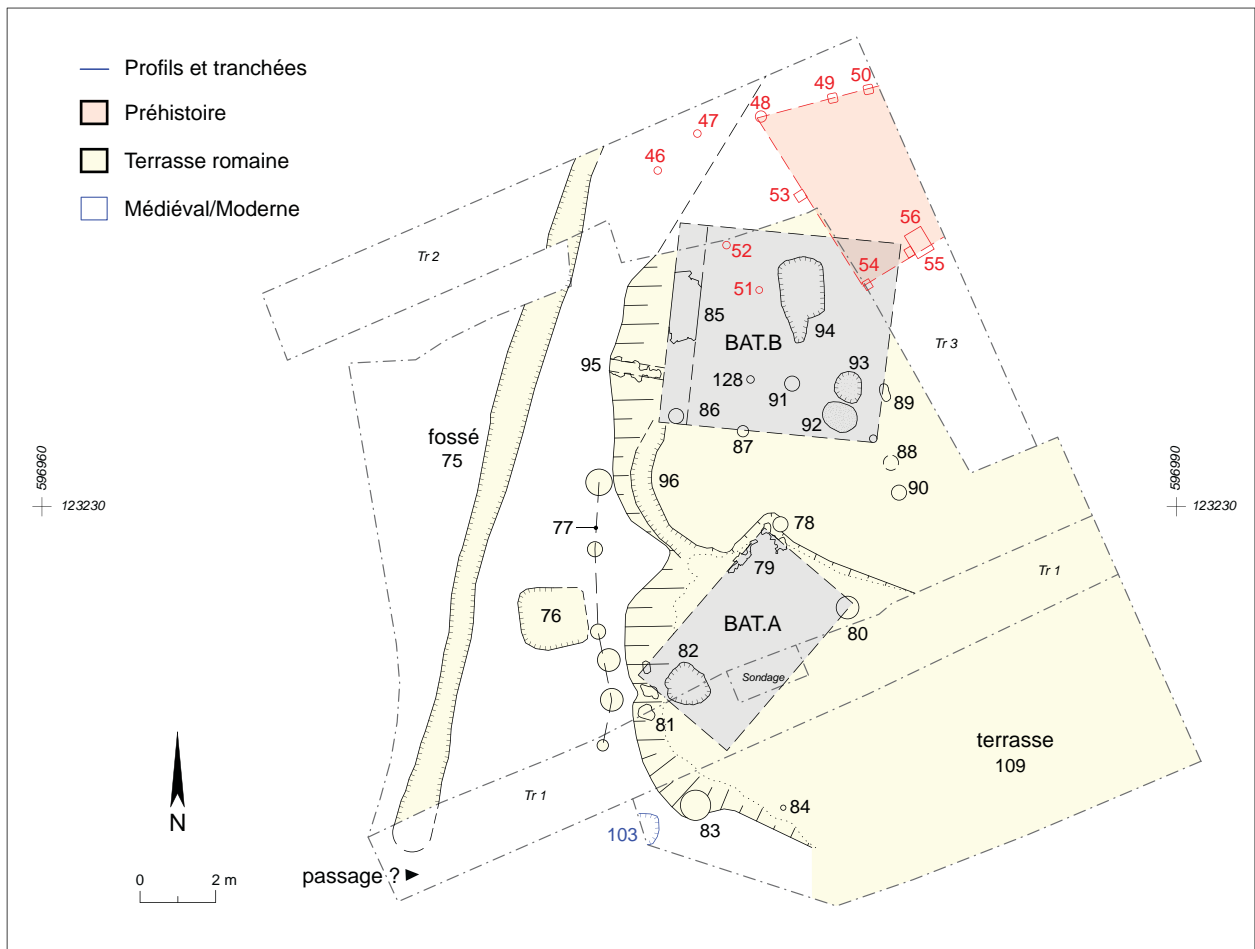 Profils et tranchées
Préhistoire
Terrasse romaine
Médiéval/Moderne
50
49
48
47
46
53
56
55
54
52
51
Tr 2
Tr 3
85
BAT.B
94
95
93
128
91
86
92
89
87
fossé
75
88
90
96
596960
123230
596990
123230
77
78
79
Tr 1
76
BAT.A
80
82
Sondage
81
terrasse
109
Tr 1
84
83
103
N
passage ?
0 2 m